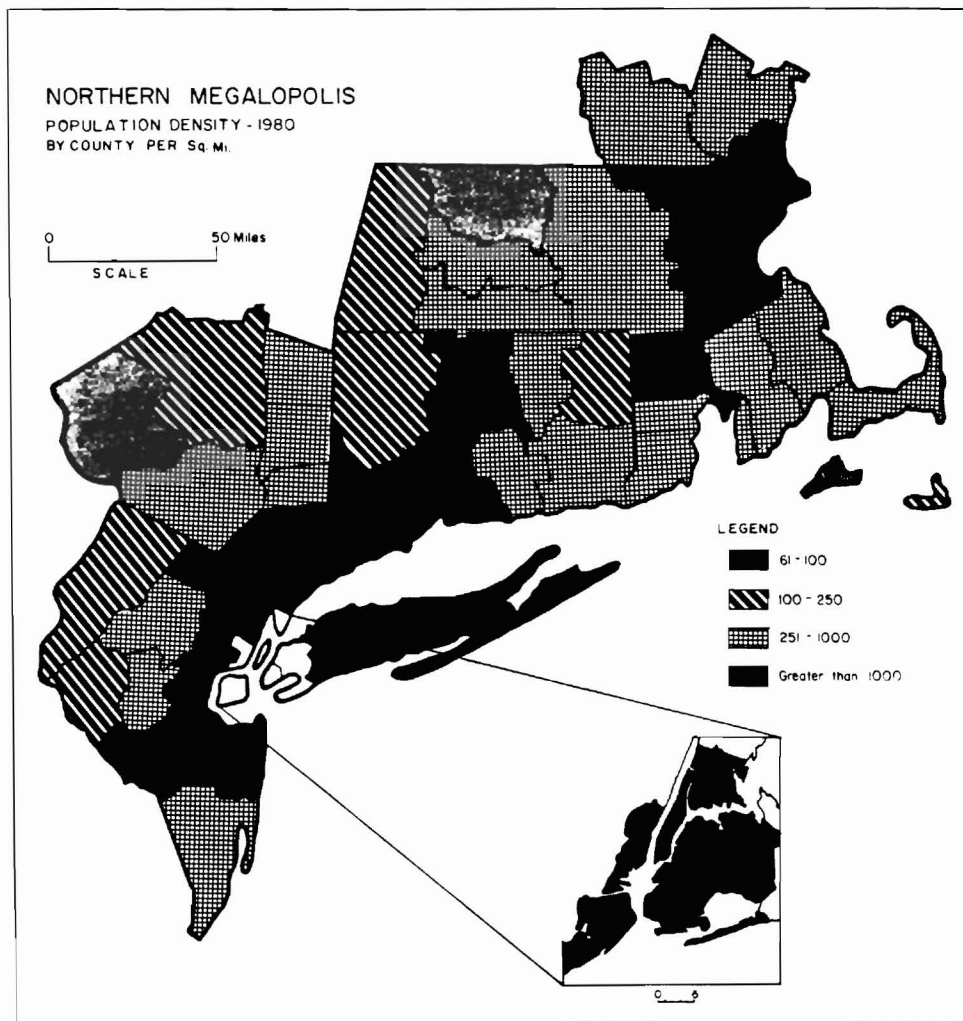 NORTHERN MEGALOPOLIS
POPULATION DENSITY - 1980
BY COUNTY PER SQ. MI.
0 50 Miles
SCALE
LEGEND
61 - 100
100 - 250
251 - 1000
Greater than 1000
0 5